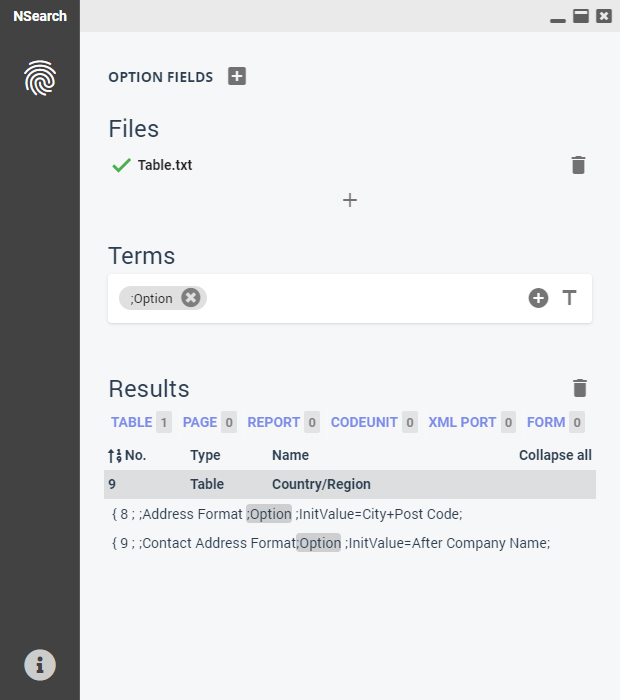 NSearch
OPTION FIELDS
Files
Table.txt
Terms
;Option
Results
TABLE 1 PAGE 0 REPORT 0 CODEUNIT 0 XML PORT 0 FORM 0
No. Type Name Collapse all
9 Table Country/Region
{ 8 ; ;Address Format ;Option ;InitValue=City+Post Code;
{ 9 ; ;Contact Address Format;Option ;InitValue=After Company Name;